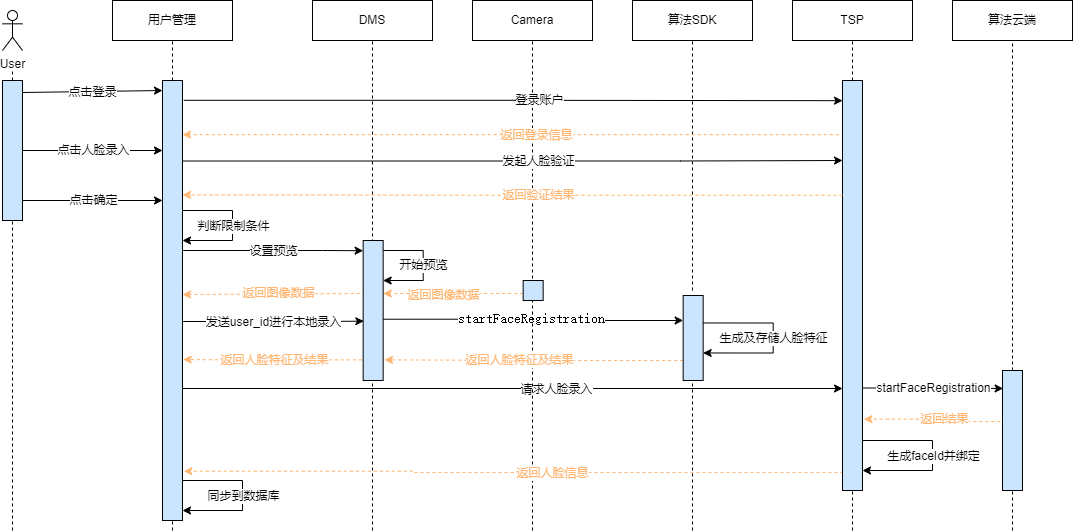 用户管理
DMS
Camera
算法SDK
TSP
算法云端
User
点击登录
登录账户
返回登录信息
点击人脸录入
发起人脸验证
返回验证结果
点击确定
判断限制条件
设置预览
开始预览
返回图像数据
返回图像数据
发送user_id进行本地录入
startFaceRegistration
生成及存储人脸特征
返回人脸特征及结果
返回人脸特征及结果
请求人脸录入
startFaceRegistration
返回结果
生成faceId并绑定
返回人脸信息
同步到数据库